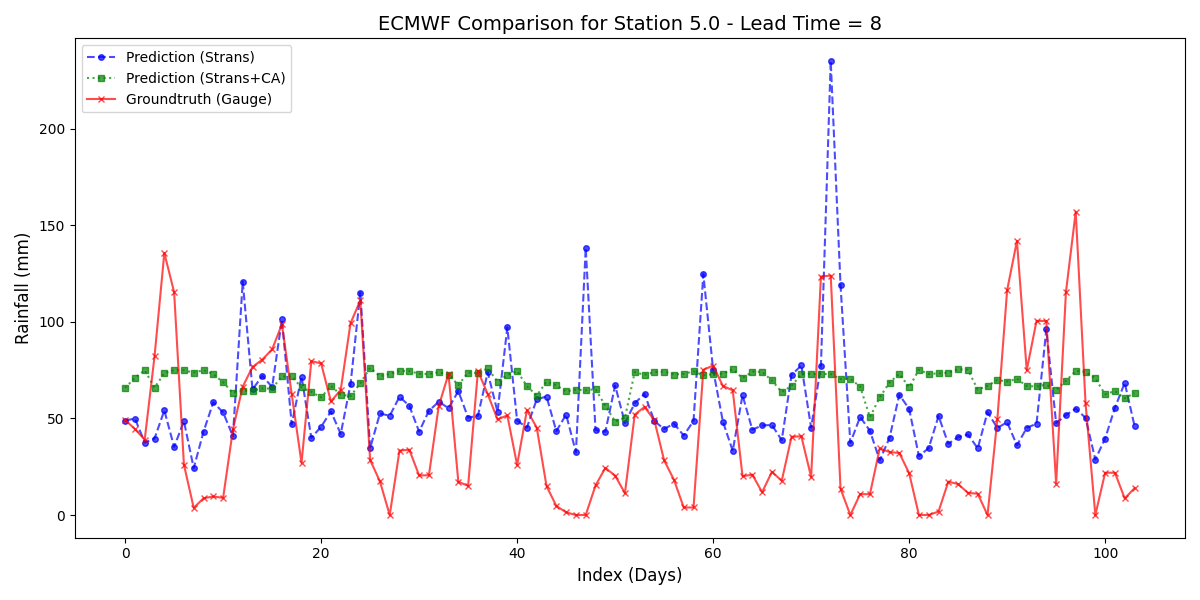 ECMWF Comparison for Station 5.0 - Lead Time = 8
Prediction (Strans)
Prediction (Strans+CA)
Groundtruth (Gauge)
Rainfall (mm)
200
150
100
50
0
0 20 40 60 80 100
Index (Days)